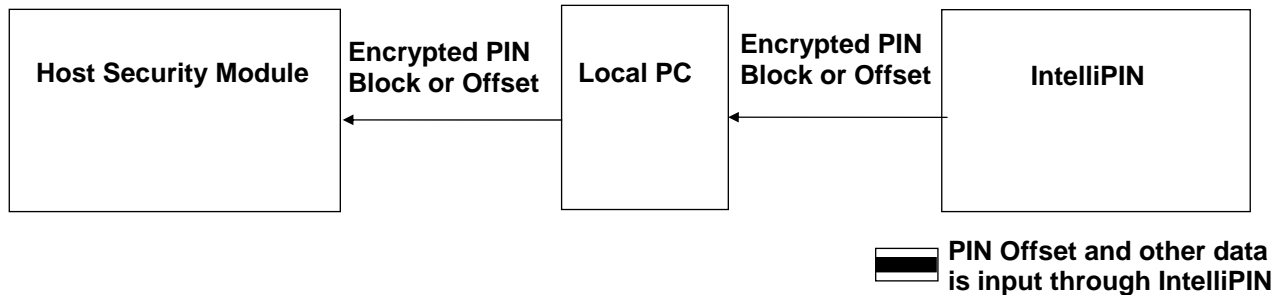 Host Security Module
Encrypted PIN
Block or Offset
Local PC
Encrypted PIN
Block or Offset
IntelliPIN
PIN Offset and other data
is input through IntelliPIN